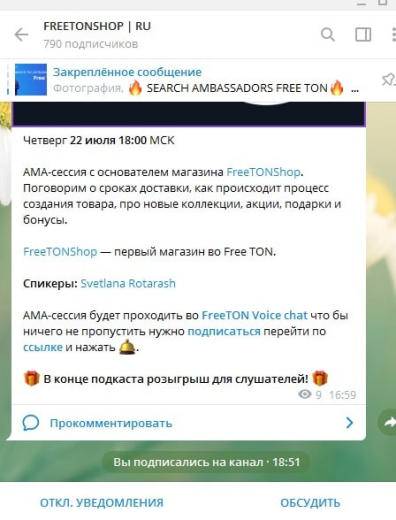 FREETONSHOP | RU
790 подписчиков
Закреплённое сообщение
Фотография, 🔥 SEARCH AMBASSADORS FREE TON 🔥 ...
Четверг 22 июля 18:00 МСК
АМА-сессия с основателем магазина FreeTONShop.
Поговорим о сроках доставки, как происходит процесс
создания товара, про новые коллекции, акции, подарки и
бонусы.
FreeTONShop — первый магазин во Free TON.
Спикеры: Svetlana Rotarash
АМА-сессия будет проходить во FreeTON Voice chat что бы
ничего не пропустить нужно подписаться перейти по
ссылке и нажать 🛎.
🎁 В конце подкаста розыгрыш для слушателей! 🎁
9 16:59
Прокомментировать
Вы подписались на канал · 18:51
ОТКЛ. УВЕДОМЛЕНИЯ ОБСУДИТЬ